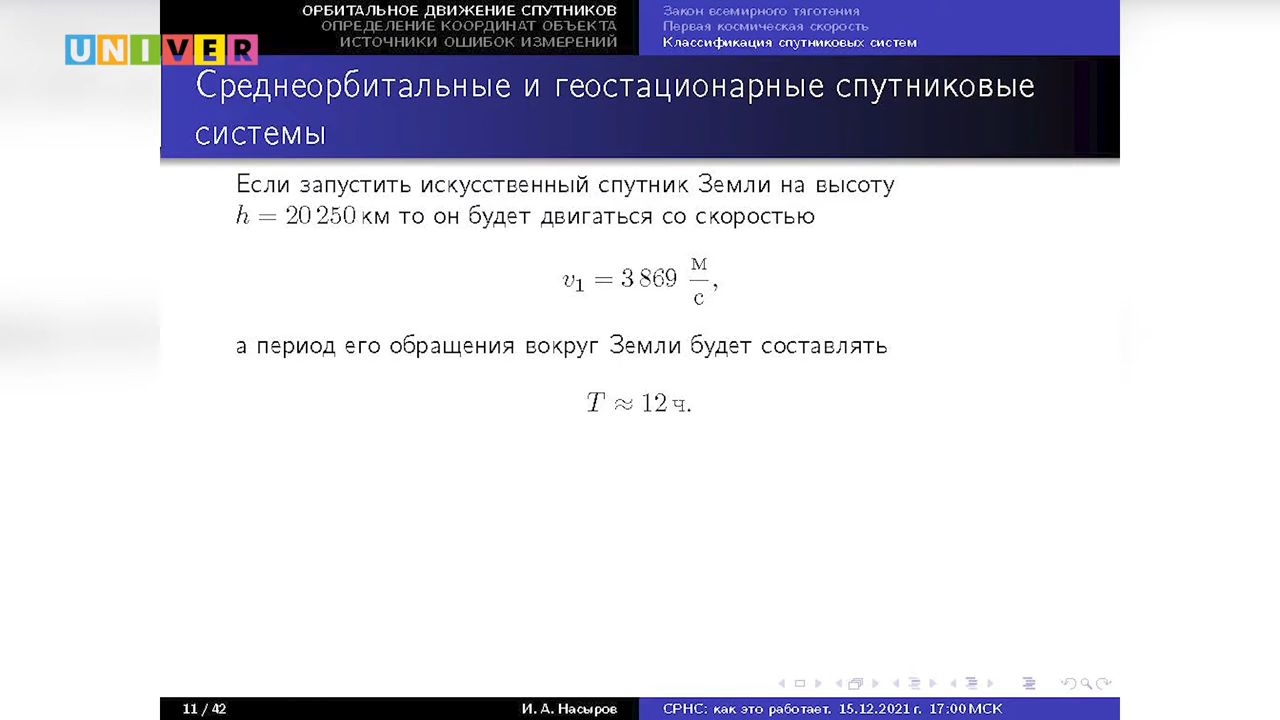 ОРБИТАЛЬНОЕ ДВИЖЕНИЕ СПУТНИКОВ
ОПРЕДЕЛЕНИЕ КООРДИНАТ ОБЪЕКТА
ИСТОЧНИКИ ОШИБОК ИЗМЕРЕНИЙ
Закон всемирного тяготения
Первая космическая скорость
Классификация спутниковых систем
UNIVER
Среднеорбитальные и геостационарные спутниковые
системы
Если запустить искусственный спутник Земли на высоту
h = 20 250 км то он будет двигаться со скоростью
v₁ = 3 869 м/с,
а период его обращения вокруг Земли будет составлять
T ≈ 12 ч.
11 / 42
И. А. Насыров
СРНС: как это работает. 15.12.2021 г. 17:00 МСК